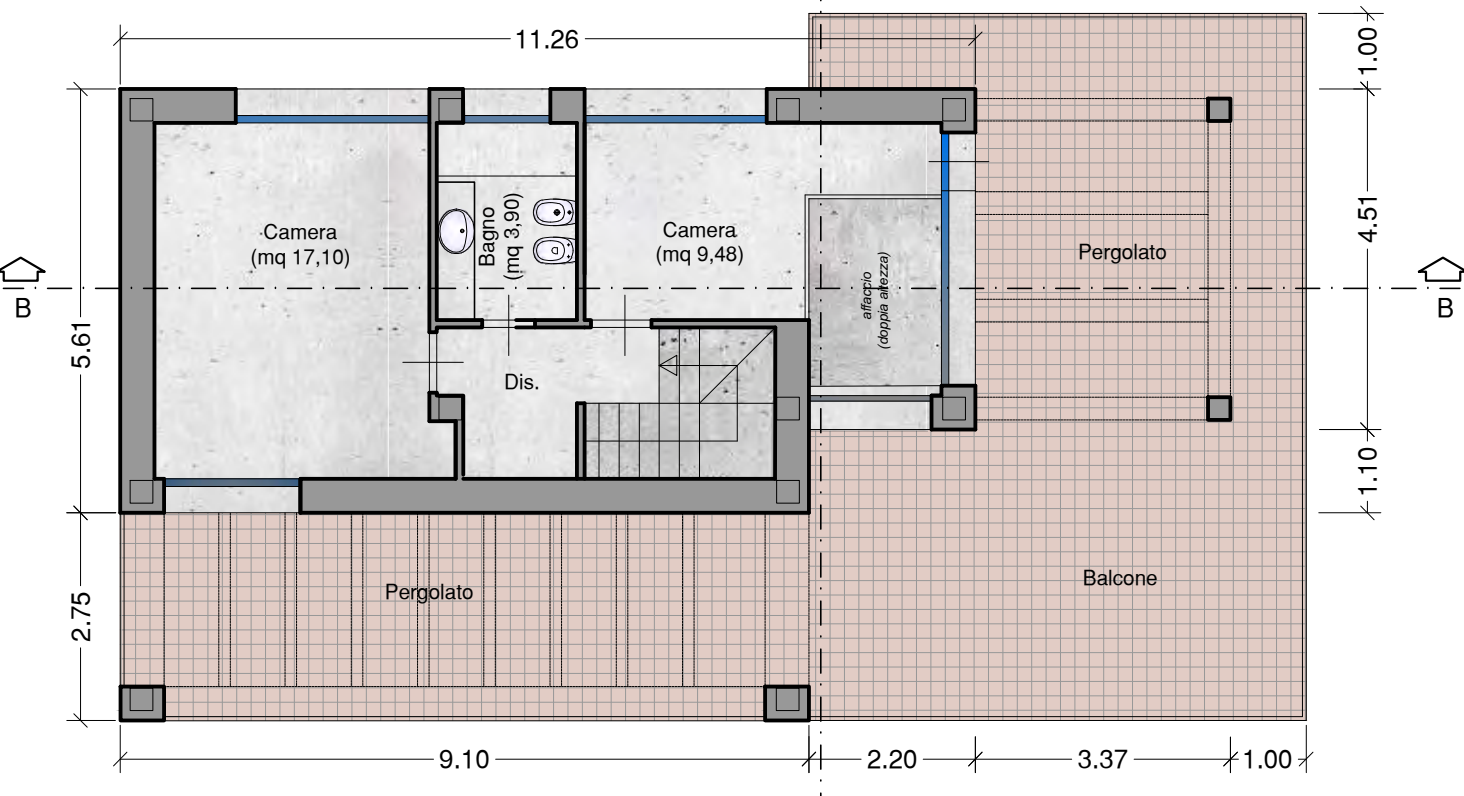 11.26
1.00
Camera
(mq 17,10)
Bagno
(mq 3,90)
Camera
(mq 9,48)
affaccio
(doppia altezza)
Pergolato
4.51
B
B
5.61
Dis.
1.10
Pergolato
Balcone
2.75
9.10
2.20
3.37
1.00